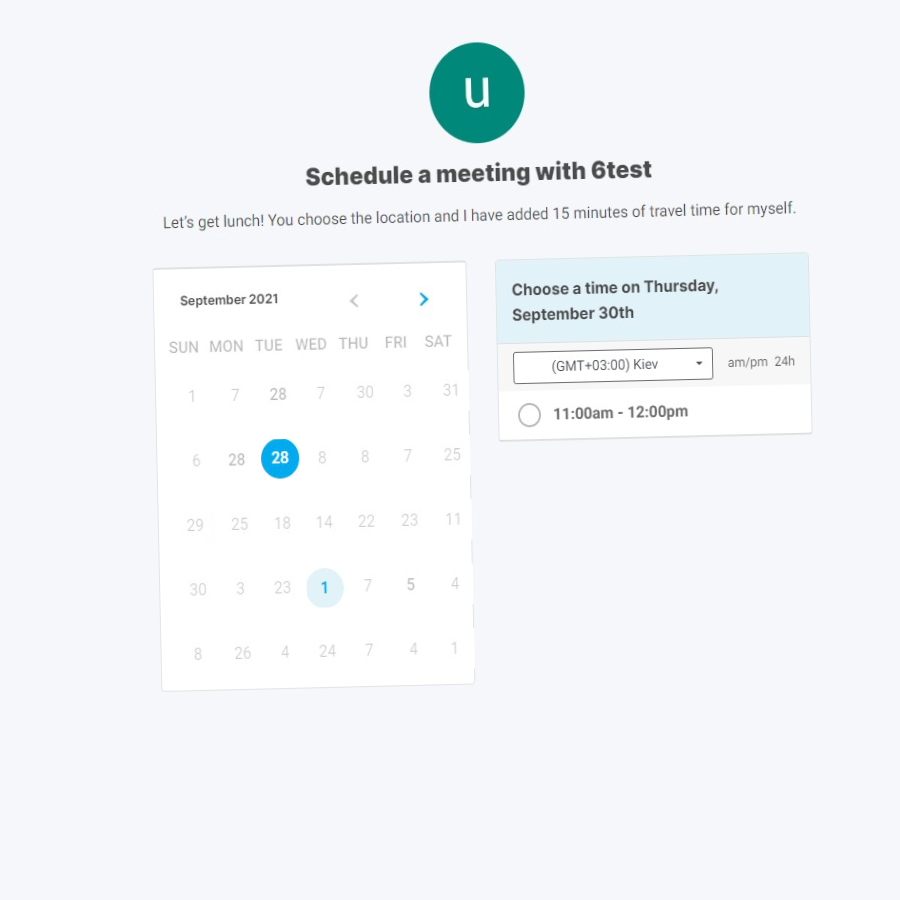 u
Schedule a meeting with 6test
Let's get lunch! You choose the location and I have added 15 minutes of travel time for myself.
September 2021
SUN MON TUE WED THU FRI SAT
1 7 28 7 30 3 31
6 28 28 8 8 7 25
29 25 18 14 22 23 11
30 3 23 1 7 5 4
8 26 4 24 7 4 1
Choose a time on Thursday,
September 30th
(GMT+03:00) Kiev am/pm 24h
11:00am - 12:00pm